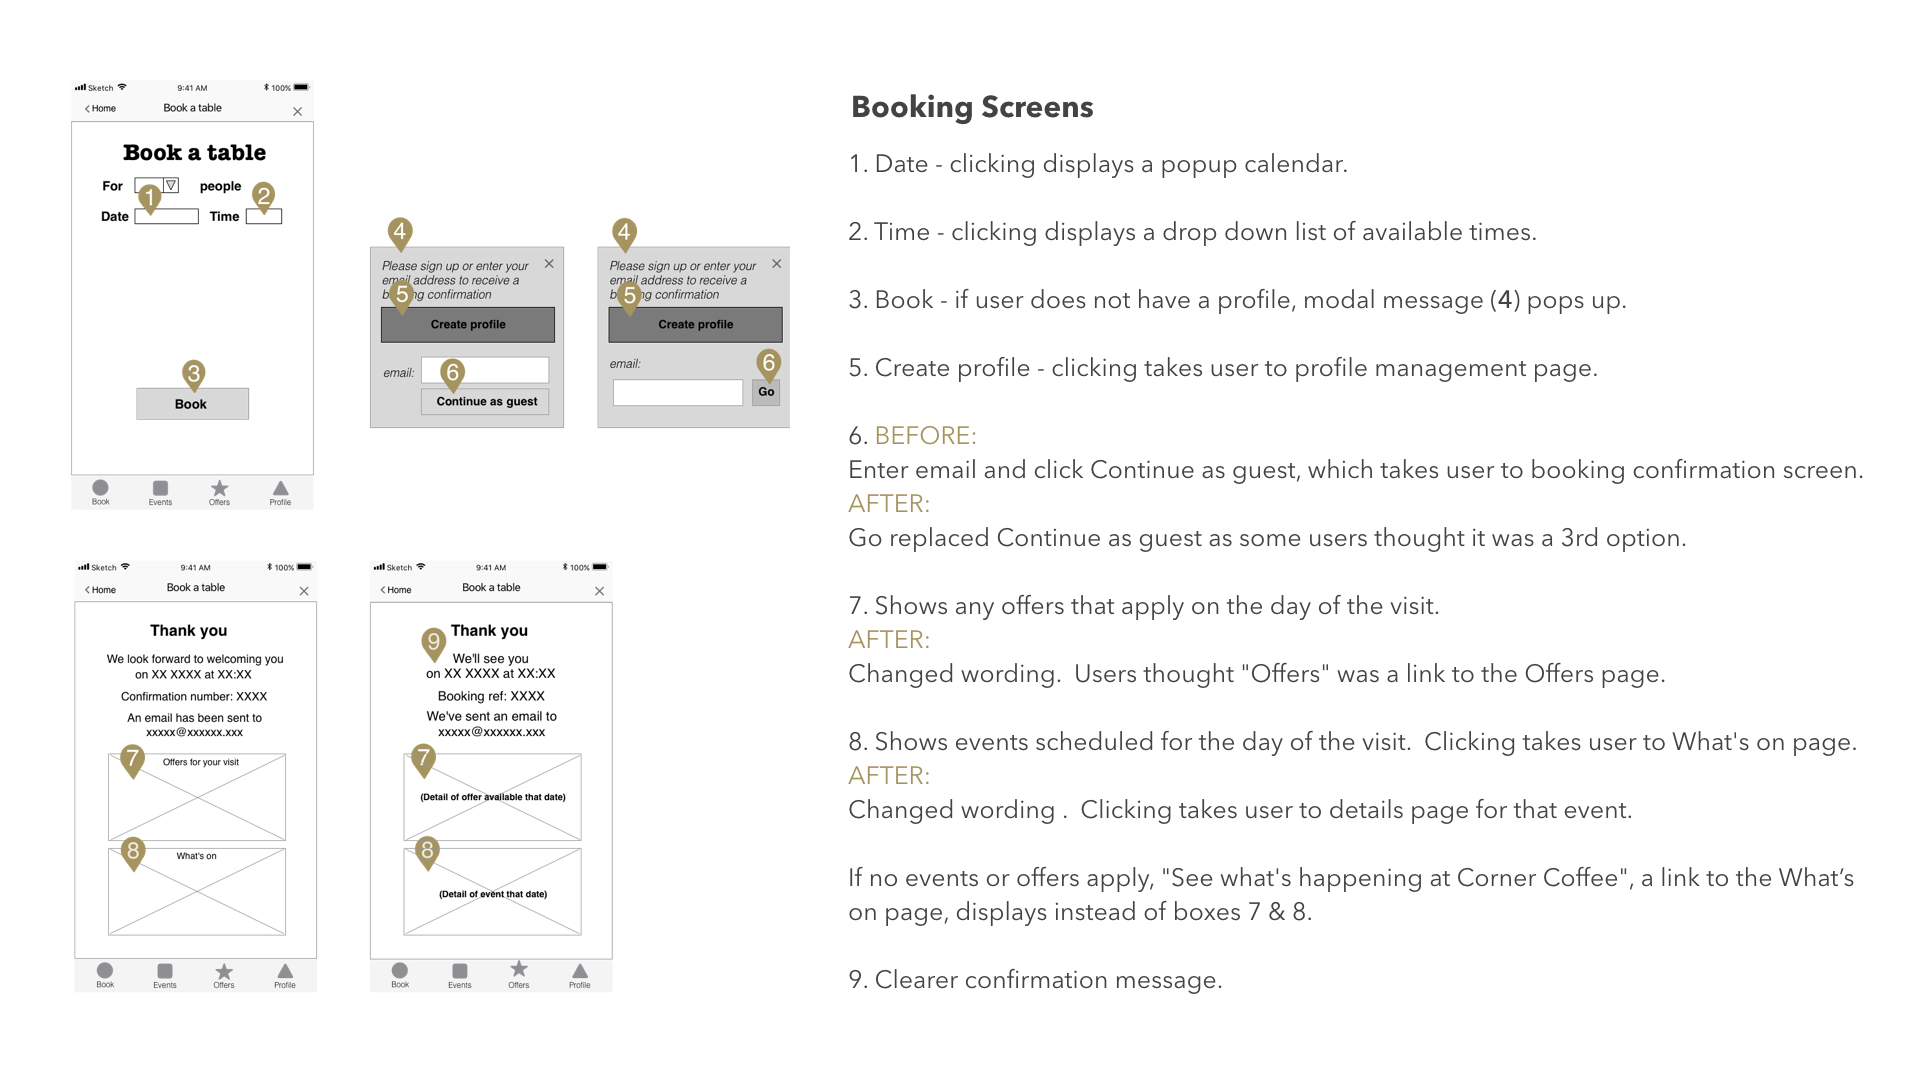 Sketch 9:41 AM 100%
Home Book a table
Book a table
For people
1 2
Date Time
3
Book
Book Events Offers Profile
4
Please sign up or enter your
email address to receive a
b ng confirmation
5
Create profile
6
email:
Continue as guest
4
Please sign up or enter your
email address to receive a
b ng confirmation
5
Create profile
6
email:
Go
Sketch 9:41 AM 100%
Home Book a table
Thank you
We look forward to welcoming you
on XX XXXX at XX:XX
Confirmation number: XXXX
An email has been sent to
xxxxx@xxxxxx.xxx
7
Offers for your visit
8
What's on
Book Events Offers Profile
Sketch 9:41 AM 100%
Home Book a table
9
Thank you
We'll see you
on XX XXXX at XX:XX
Booking ref: XXXX
We've sent an email to
xxxxx@xxxxxx.xxx
7
(Detail of offer available that date)
8
(Detail of event that date)
Book Events Offers Profile
Booking Screens
1. Date - clicking displays a popup calendar.
2. Time - clicking displays a drop down list of available times.
3. Book - if user does not have a profile, modal message (4) pops up.
5. Create profile - clicking takes user to profile management page.
6. BEFORE:
Enter email and click Continue as guest, which takes user to booking confirmation screen.
AFTER:
Go replaced Continue as guest as some users thought it was a 3rd option.
7. Shows any offers that apply on the day of the visit.
AFTER:
Changed wording. Users thought "Offers" was a link to the Offers page.
8. Shows events scheduled for the day of the visit. Clicking takes user to What's on page.
AFTER:
Changed wording . Clicking takes user to details page for that event.
If no events or offers apply, "See what's happening at Corner Coffee", a link to the What’s
on page, displays instead of boxes 7 & 8.
9. Clearer confirmation message.